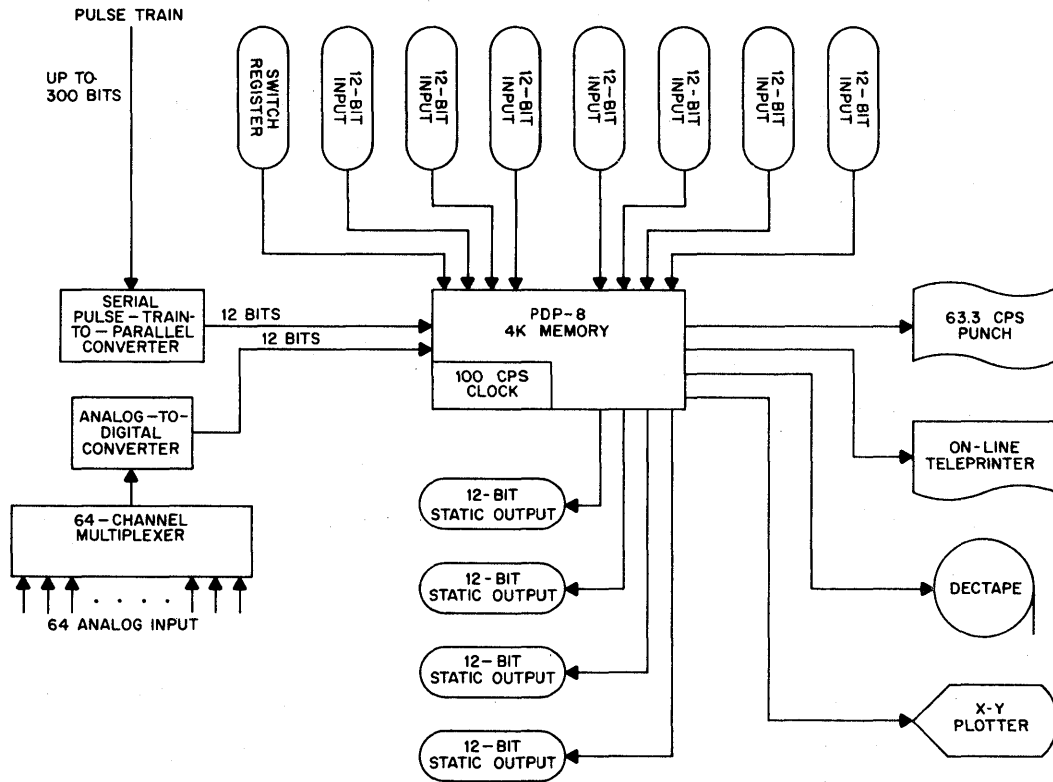 PULSE TRAIN
UP TO-
300 BITS
SWITCH
REGISTER
12-BIT
INPUT
12-BIT
INPUT
12-BIT
INPUT
12-BIT
INPUT
12-BIT
INPUT
12-BIT
INPUT
12-BIT
INPUT
SERIAL
PULSE-TRAIN-
TO-PARALLEL
CONVERTER
12 BITS
12 BITS
PDP-8
4K MEMORY
100 CPS
CLOCK
63.3 CPS
PUNCH
ANALOG-TO-
DIGITAL
CONVERTER
ON-LINE
TELEPRINTER
64-CHANNEL
MULTIPLEXER
. . . . .
64 ANALOG INPUT
12-BIT
STATIC OUTPUT
12-BIT
STATIC OUTPUT
12-BIT
STATIC OUTPUT
12-BIT
STATIC OUTPUT
DECTAPE
X-Y
PLOTTER